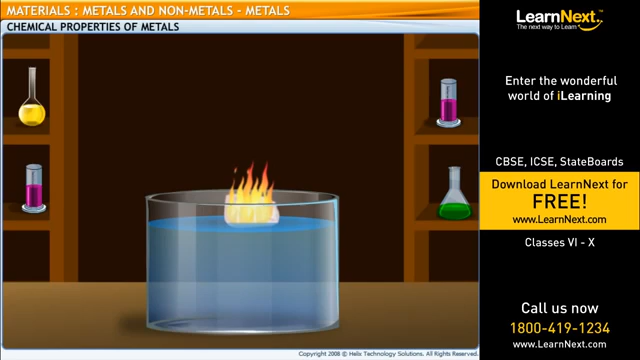 MATERIALS : METALS AND NON-METALS - METALS
CHEMICAL PROPERTIES OF METALS
LearnNext™
The next way to Learn
Enter the wonderful
world of iLearning
CBSE, ICSE, StateBoards
Download LearnNext for
FREE!
www.LearnNext.com
Classes VI - X
Call us now
1800-419-1234
www.LearnNext.com
Copyright 2008 © Helix Technology Solutions. All Rights Reserved.